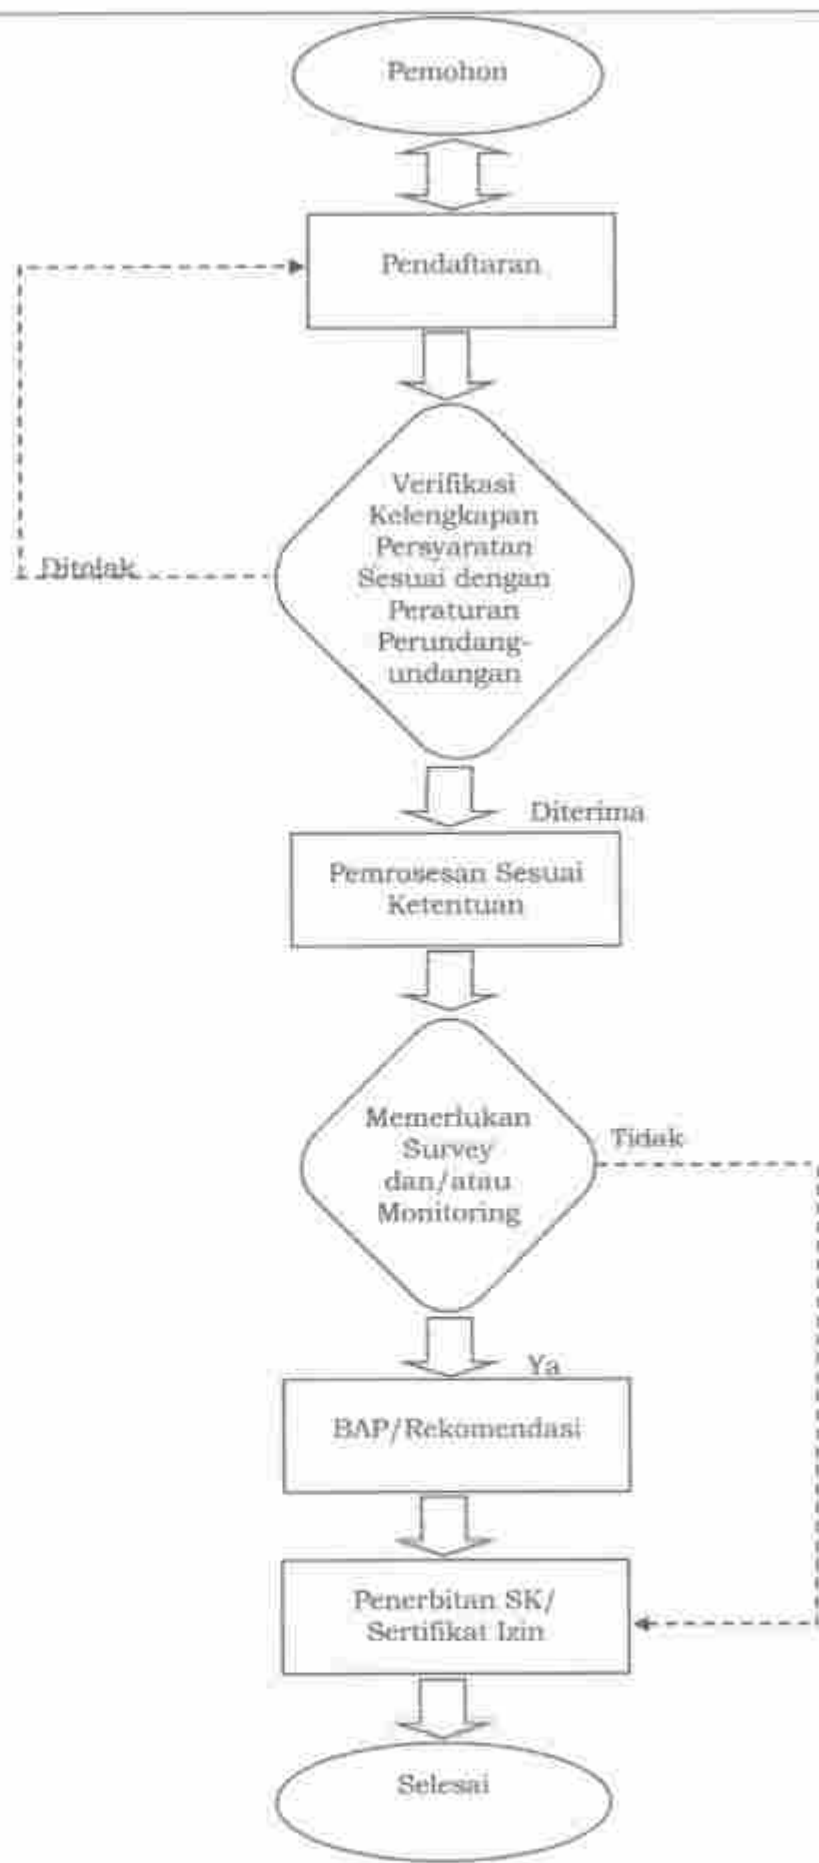 Pemohon
Pendaftaran
Verifikasi
Kelengkapan
Persyaratan
Sesuai dengan
Peraturan
Perundang-
undangan
Ditolak
Diterima
Pemrosesan Sesuai
Ketentuan
Memerlukan
Survey
dan/atau
Monitoring
Tidak
Ya
BAP/Rekomendasi
Penerbitan SK/
Sertifikat Izin
Selesai